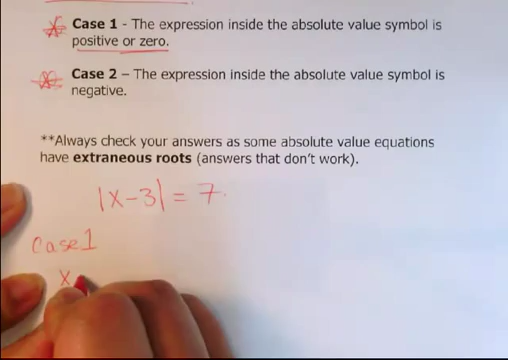 Case 1 - The expression inside the absolute value symbol is
positive or zero.
Case 2 – The expression inside the absolute value symbol is
negative.
**Always check your answers as some absolute value equations
have extraneous roots (answers that don't work).
|x-3| = 7.
Case 1
x